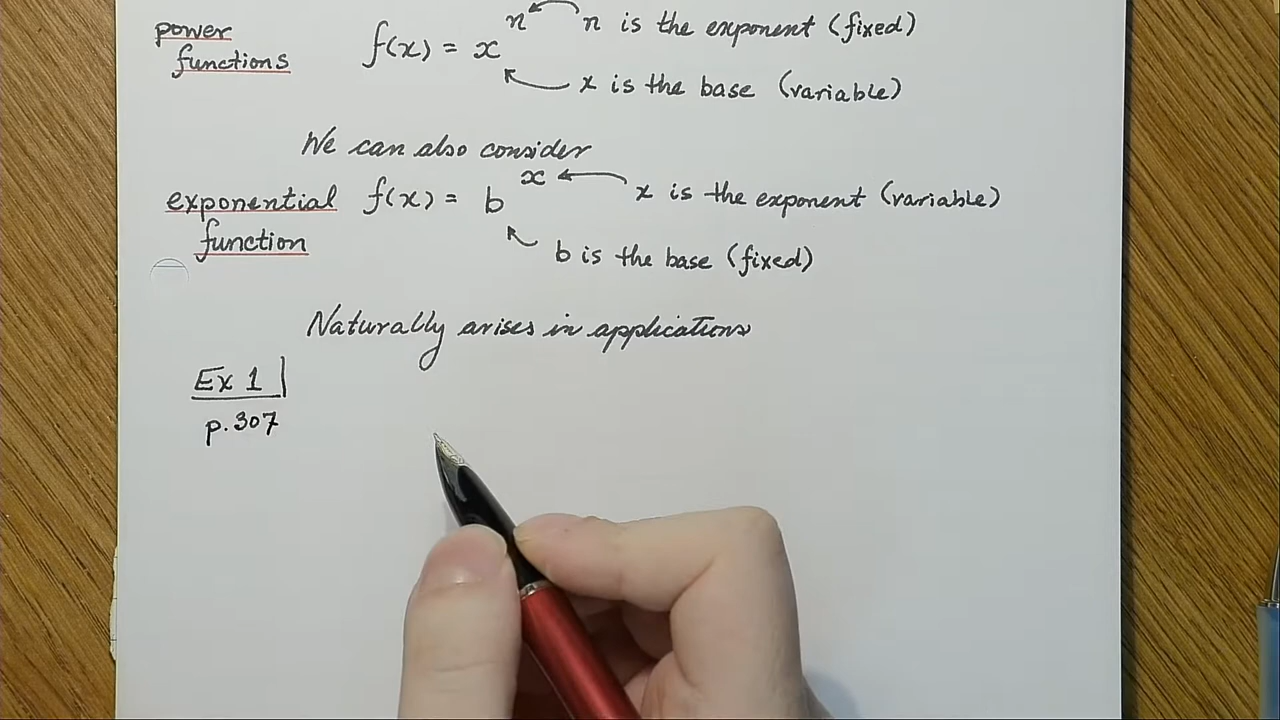 power functions f(x) = x^n n is the exponent (fixed)
x is the base (variable)
We can also consider
exponential function f(x) = b^x x is the exponent (variable)
b is the base (fixed)
Naturally arises in applications
Ex 1
p.307